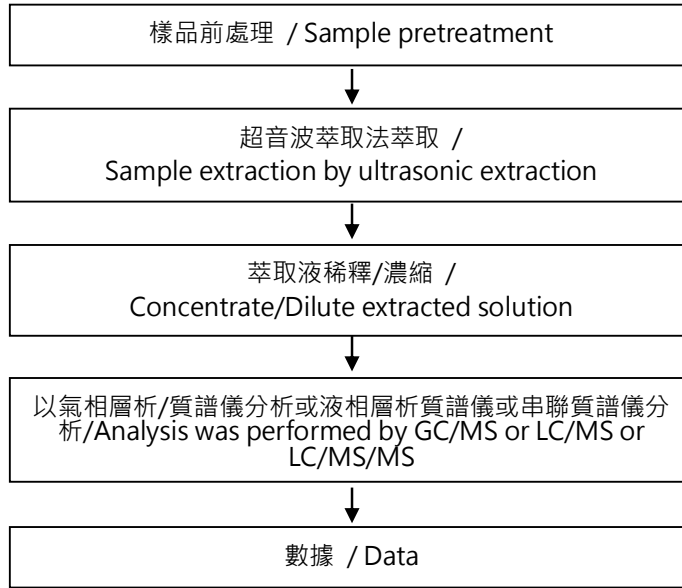 樣品前處理 / Sample pretreatment
超音波萃取法萃取 /
Sample extraction by ultrasonic extraction
萃取液稀釋/濃縮 /
Concentrate/Dilute extracted solution
以氣相層析/質譜儀分析或液相層析質譜儀或串聯質譜儀分
析/Analysis was performed by GC/MS or LC/MS or
LC/MS/MS
數據 / Data